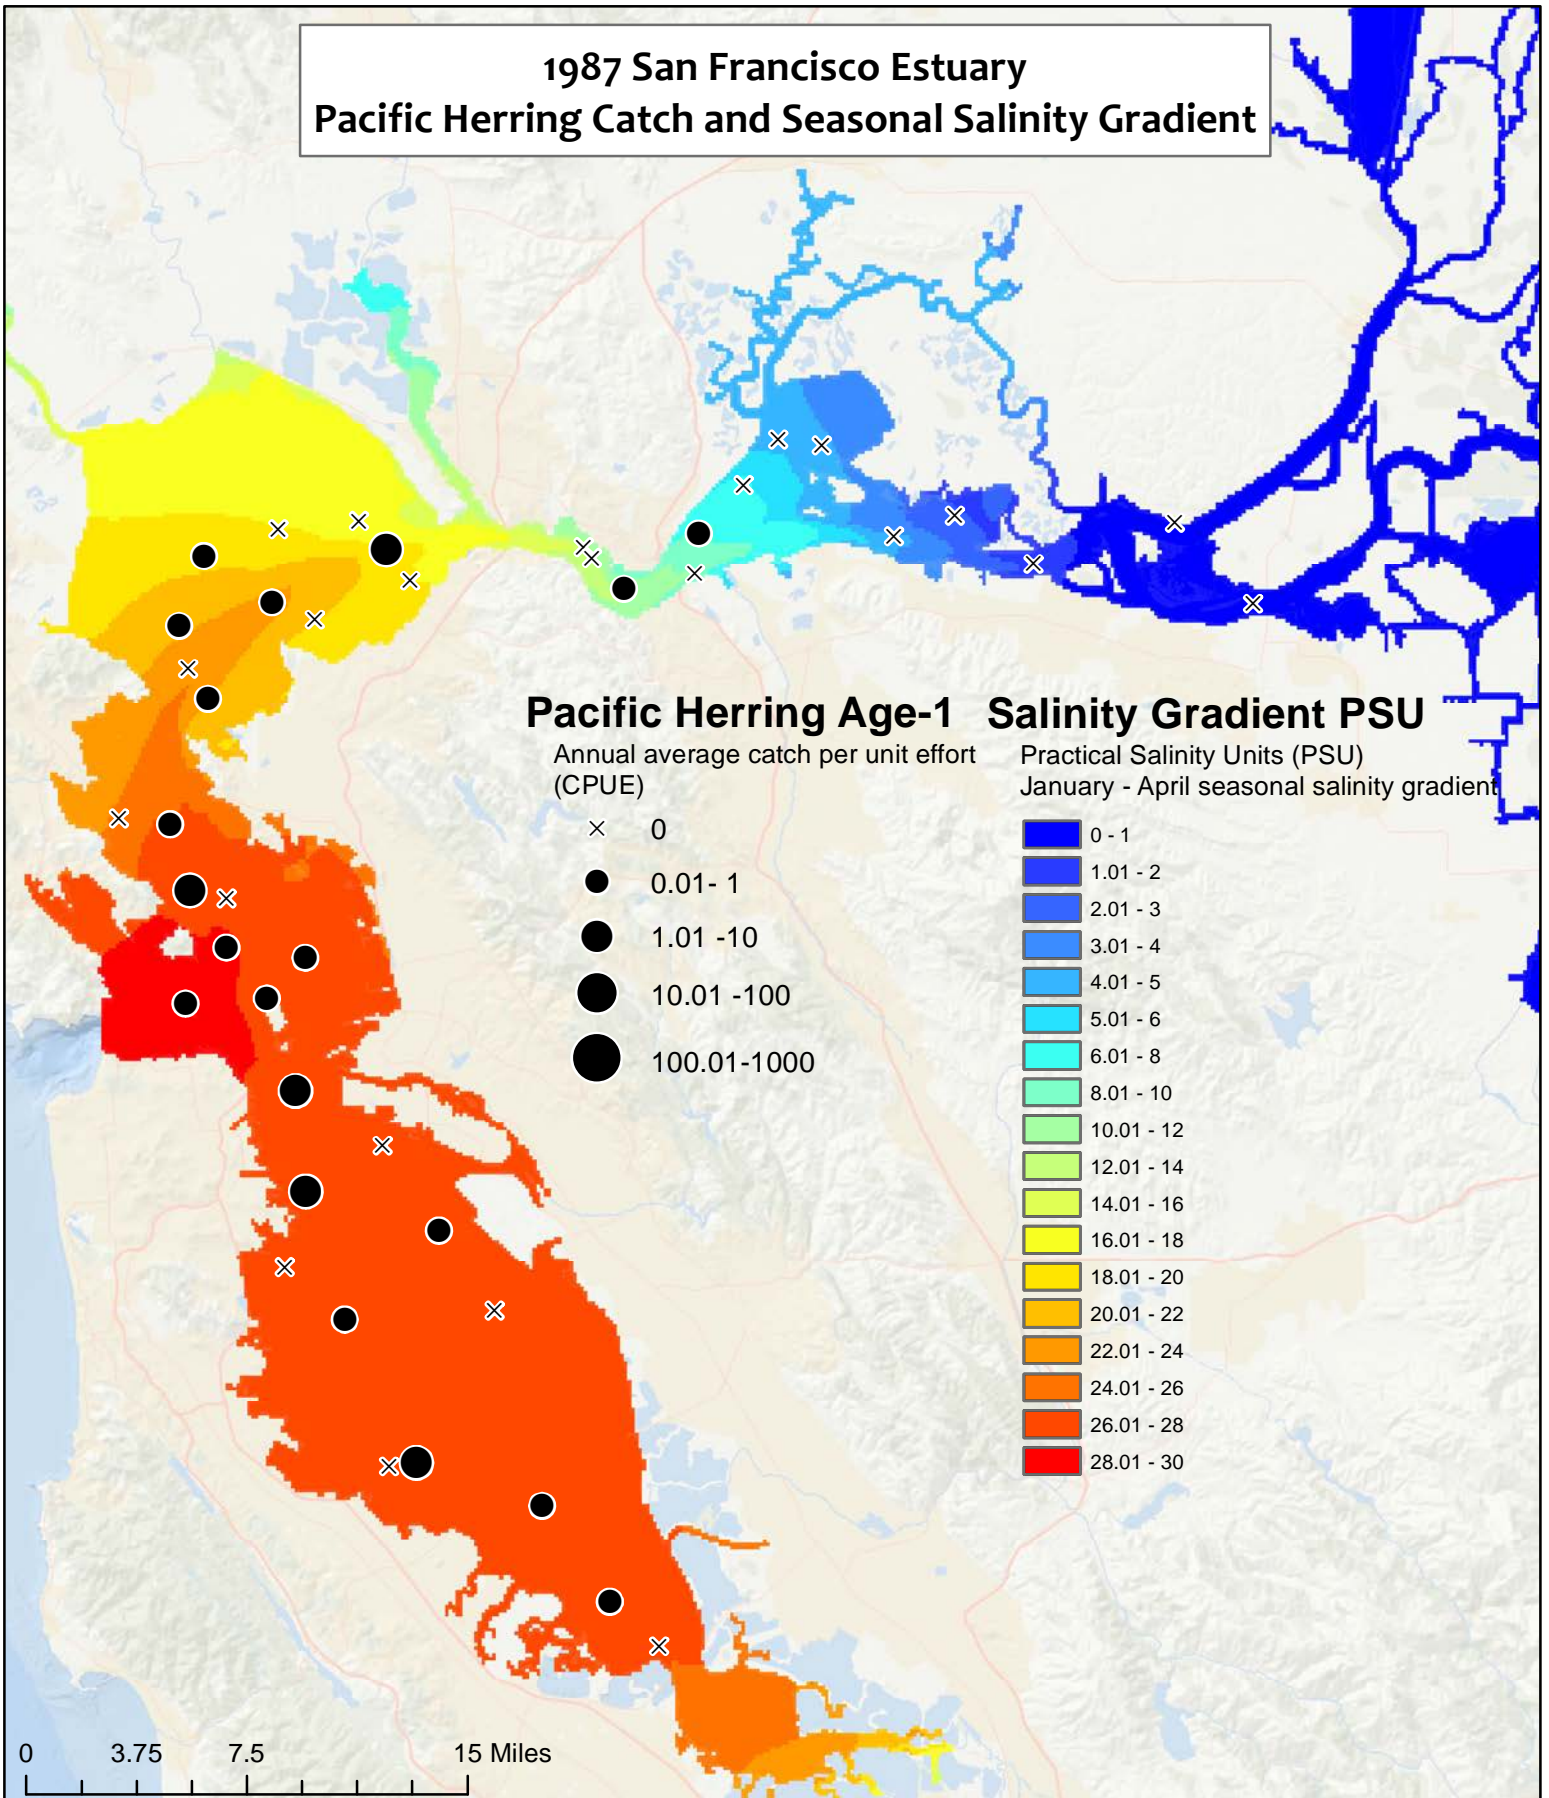 1987 San Francisco Estuary
Pacific Herring Catch and Seasonal Salinity Gradient
Pacific Herring Age-1
Annual average catch per unit effort
(CPUE)
0
0.01- 1
1.01 -10
10.01 -100
100.01-1000
Salinity Gradient PSU
Practical Salinity Units (PSU)
January - April seasonal salinity gradient
0 - 1
1.01 - 2
2.01 - 3
3.01 - 4
4.01 - 5
5.01 - 6
6.01 - 8
8.01 - 10
10.01 - 12
12.01 - 14
14.01 - 16
16.01 - 18
18.01 - 20
20.01 - 22
22.01 - 24
24.01 - 26
26.01 - 28
28.01 - 30
0 3.75 7.5 15 Miles